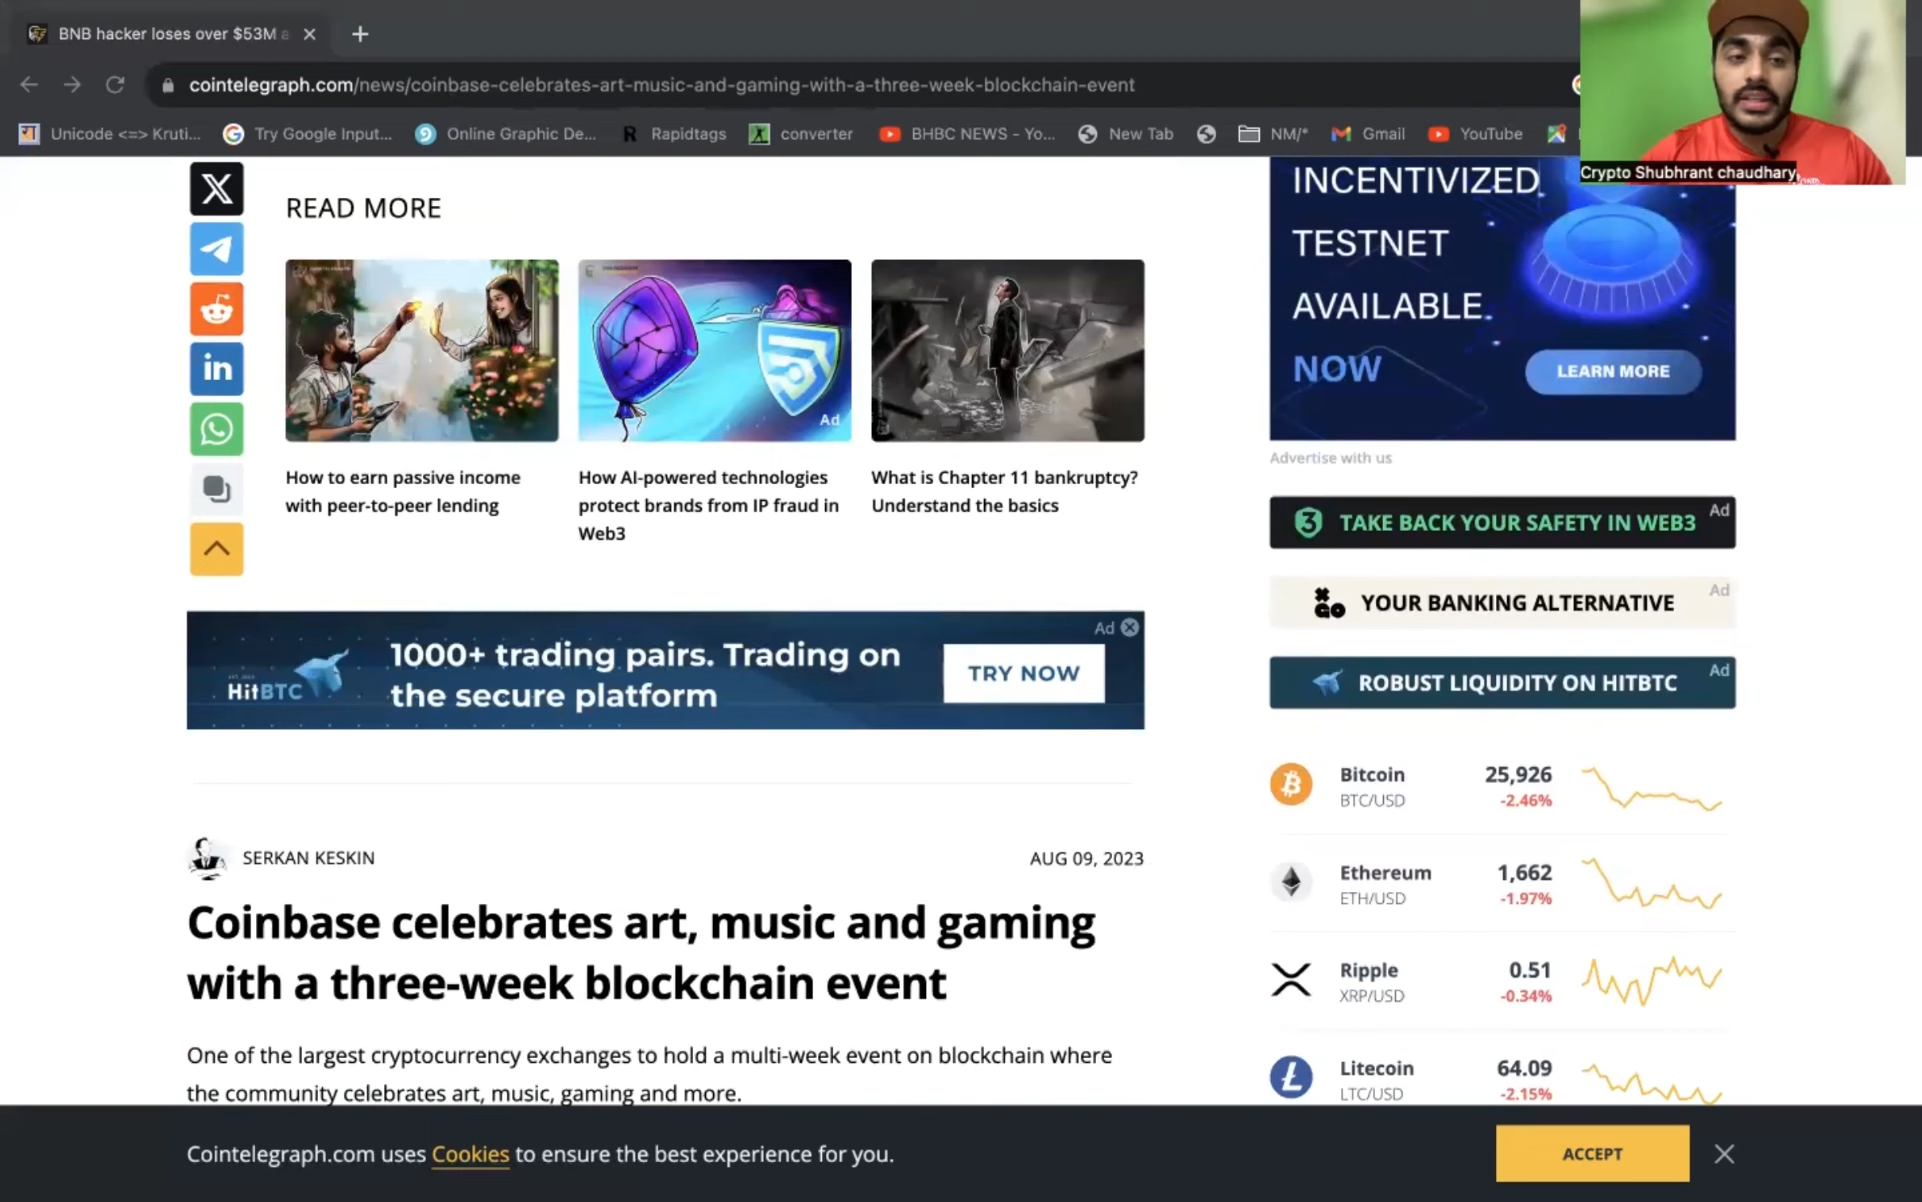 BNB hacker loses over $53M a
cointelegraph.com/news/coinbase-celebrates-art-music-and-gaming-with-a-three-week-blockchain-event
Unicode <=> Kruti...
Try Google Input...
Online Graphic De...
Rapidtags
converter
BHBC NEWS - Yo...
New Tab
NM/*
Gmail
YouTube
Crypto Shubhrant chaudhary
READ MORE
How to earn passive income
with peer-to-peer lending
Ad
How AI-powered technologies
protect brands from IP fraud in
Web3
What is Chapter 11 bankruptcy?
Understand the basics
HitBTC
1000+ trading pairs. Trading on
the secure platform
TRY NOW
Ad
SERKAN KESKIN
AUG 09, 2023
Coinbase celebrates art, music and gaming
with a three-week blockchain event
One of the largest cryptocurrency exchanges to hold a multi-week event on blockchain where
the community celebrates art, music, gaming and more.
INCENTIVIZED
TESTNET
AVAILABLE
NOW
LEARN MORE
Advertise with us
TAKE BACK YOUR SAFETY IN WEB3
Ad
YOUR BANKING ALTERNATIVE
Ad
ROBUST LIQUIDITY ON HITBTC
Ad
Bitcoin 25,926
BTC/USD -2.46%
Ethereum 1,662
ETH/USD -1.97%
Ripple 0.51
XRP/USD -0.34%
Litecoin 64.09
LTC/USD -2.15%
Cointelegraph.com uses Cookies to ensure the best experience for you.
ACCEPT